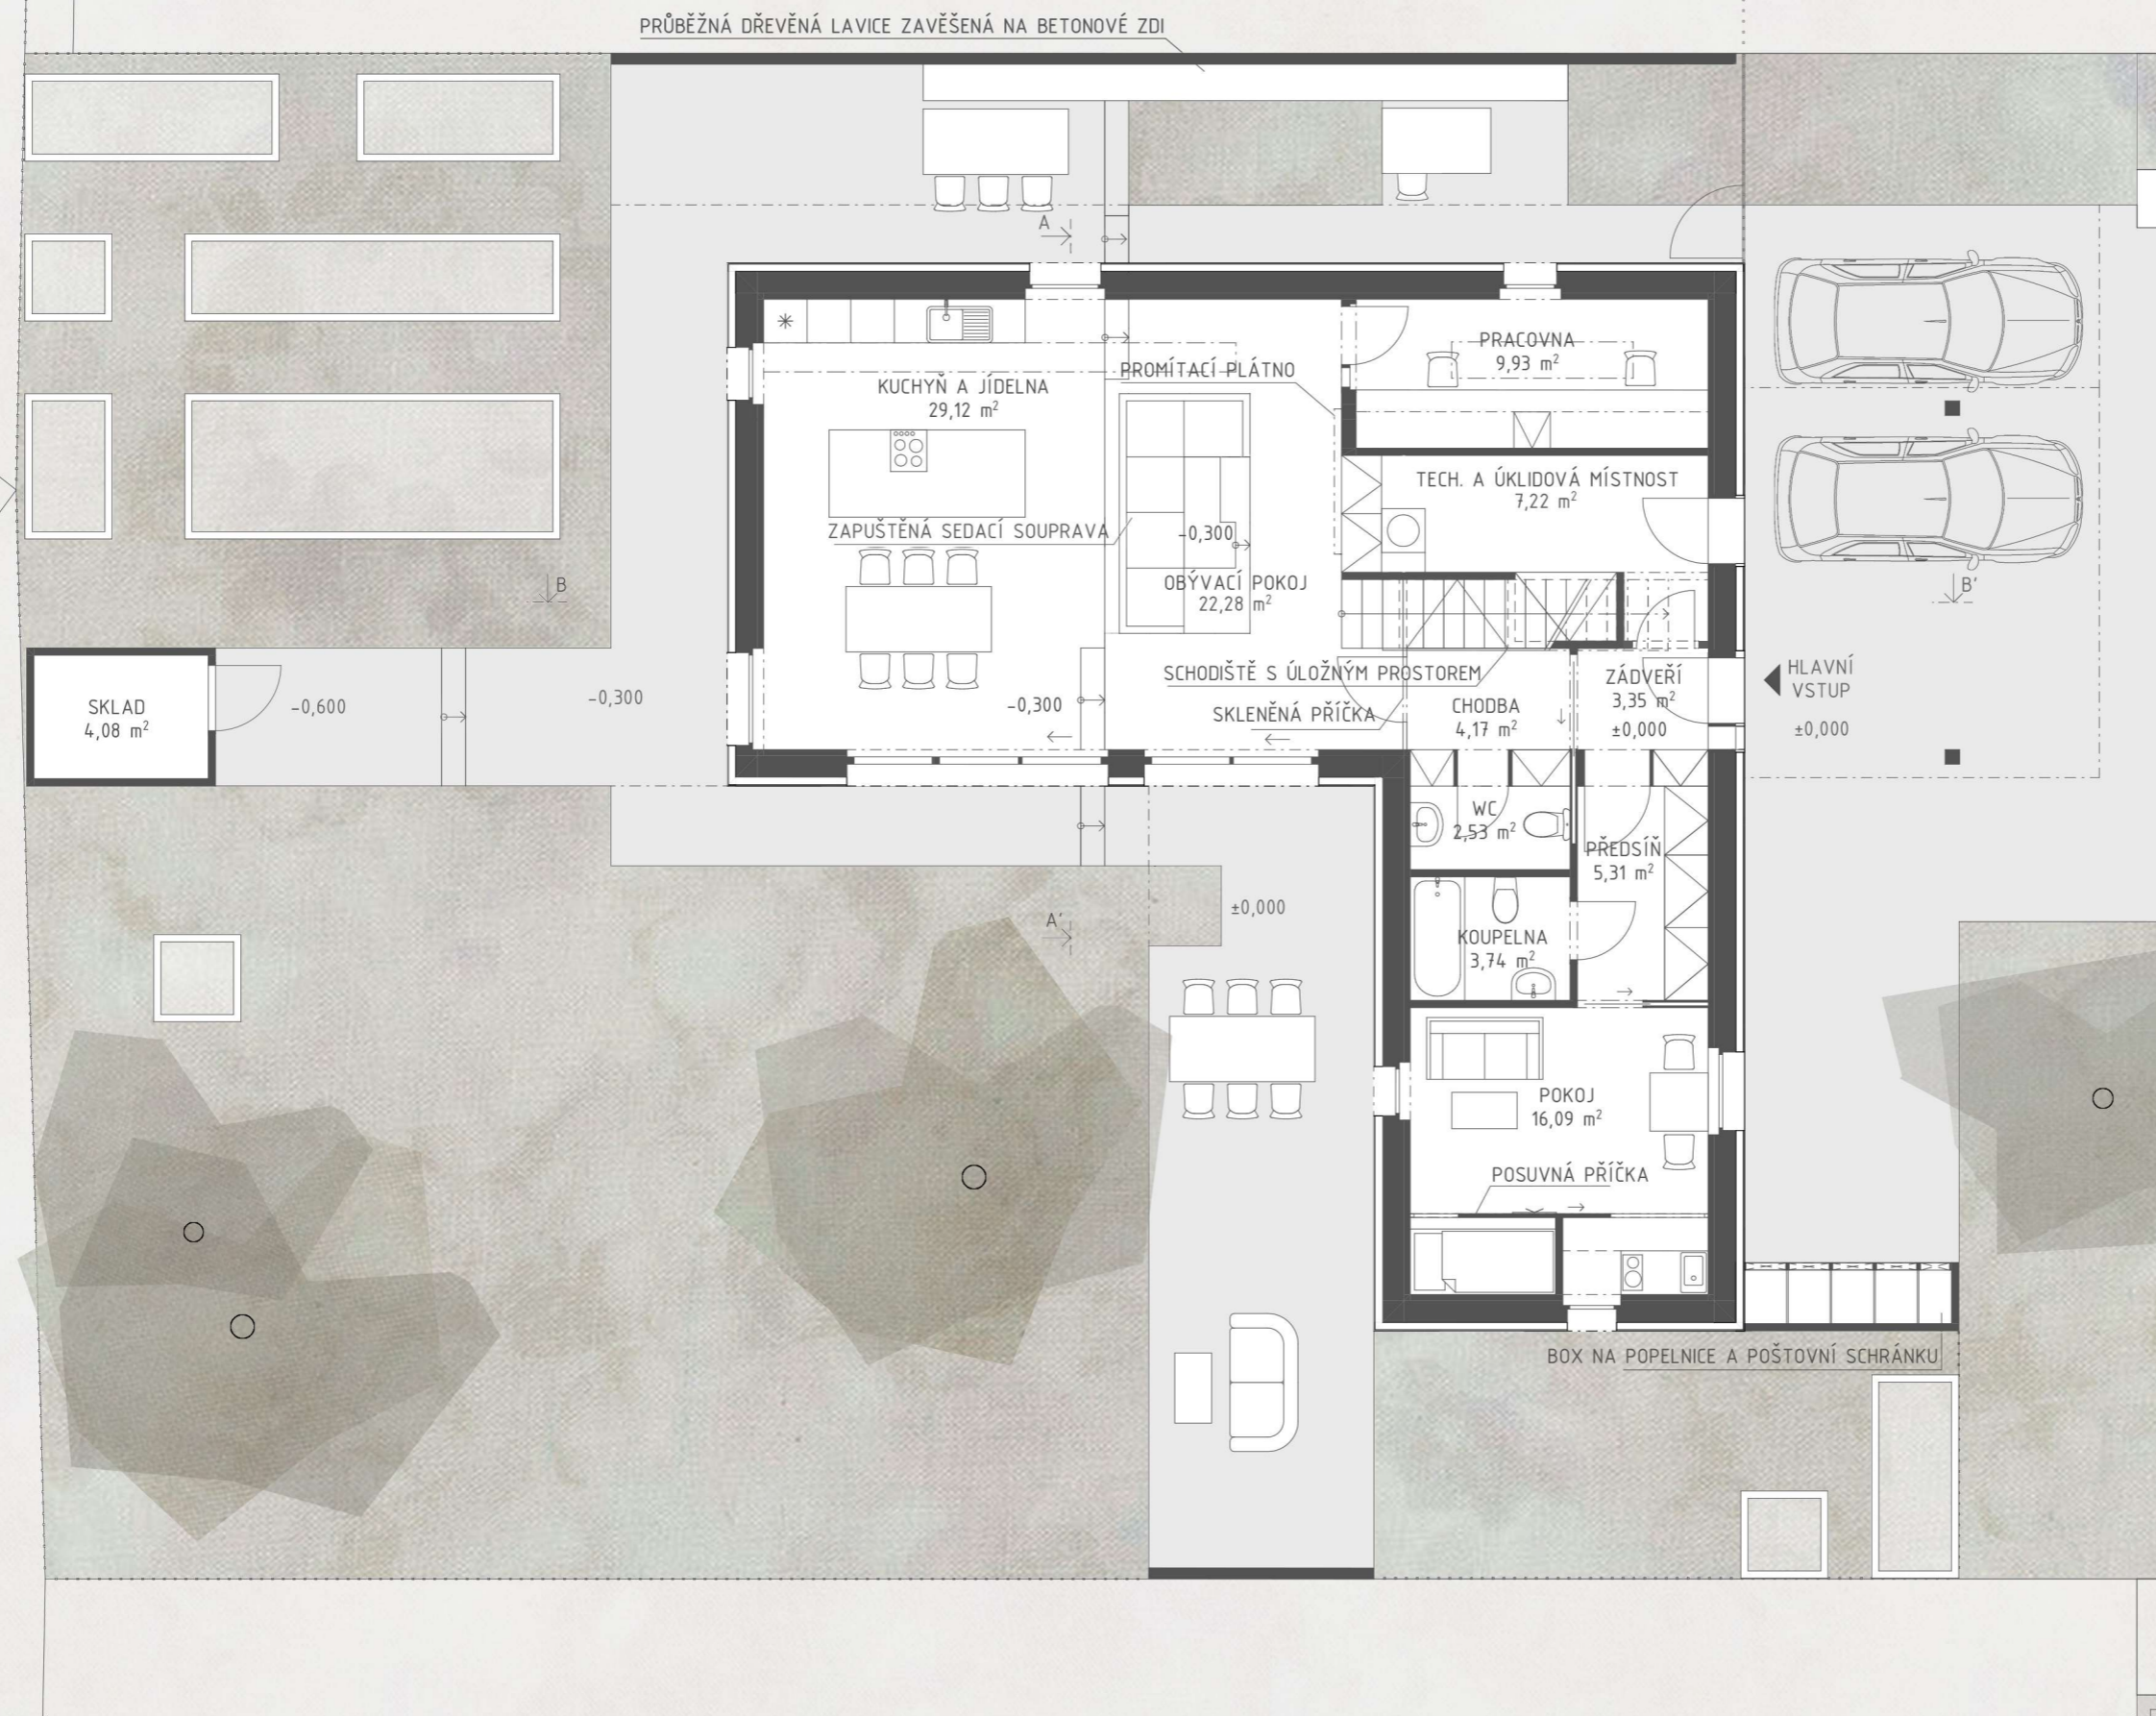 PRŮBĚŽNÁ DŘEVĚNÁ LAVICE ZAVĚŠENÁ NA BETONOVÉ ZDI
A
PRACOVNA
9,93 m²
PROMÍTACÍ PLÁTNO
KUCHYŇ A JÍDELNA
29,12 m²
TECH. A ÚKLIDOVÁ MÍSTNOST
7,22 m²
ZAPUŠTĚNÁ SEDACÍ SOUPRAVA
-0,300
OBÝVACÍ POKOJ
22,28 m²
B
B'
SCHODIŠTĚ S ÚLOŽNÝM PROSTOREM
ZÁDVEŘÍ
3,35 m²
±0,000
HLAVNÍ
VSTUP
±0,000
SKLAD
4,08 m²
-0,600
-0,300
-0,300
SKLENĚNÁ PŘÍČKA
CHODBA
4,17 m²
WC
2,53 m²
PŘEDSÍŇ
5,31 m²
A'
±0,000
KOUPELNA
3,74 m²
POKOJ
16,09 m²
POSUVNÁ PŘÍČKA
BOX NA POPELNICE A POŠTOVNÍ SCHRÁNKU